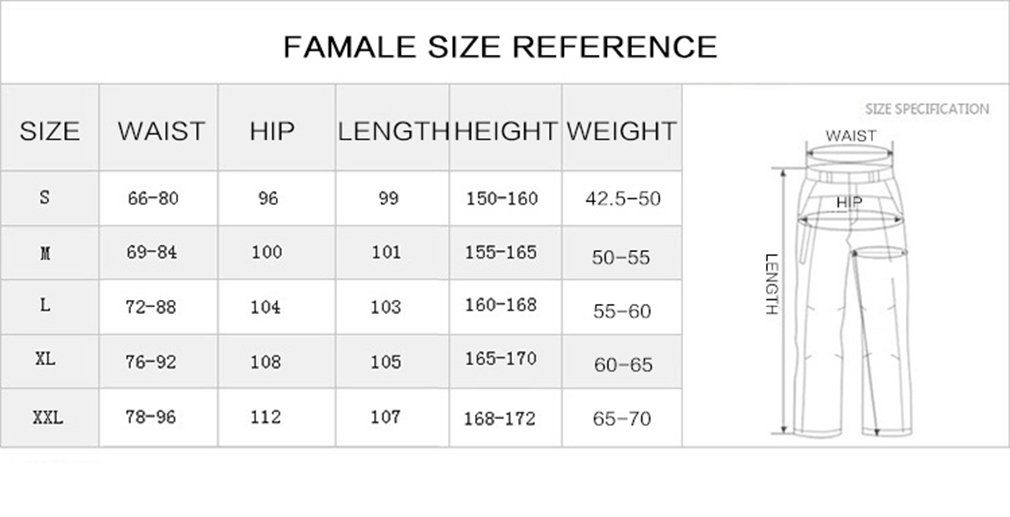 FAMALE SIZE REFERENCE
SIZE WAIST HIP LENGTH HEIGHT WEIGHT
S 66-80 96 99 150-160 42.5-50
M 69-84 100 101 155-165 50-55
L 72-88 104 103 160-168 55-60
XL 76-92 108 105 165-170 60-65
XXL 78-96 112 107 168-172 65-70
SIZE SPECIFICATION
WAIST
HIP
LENGTH